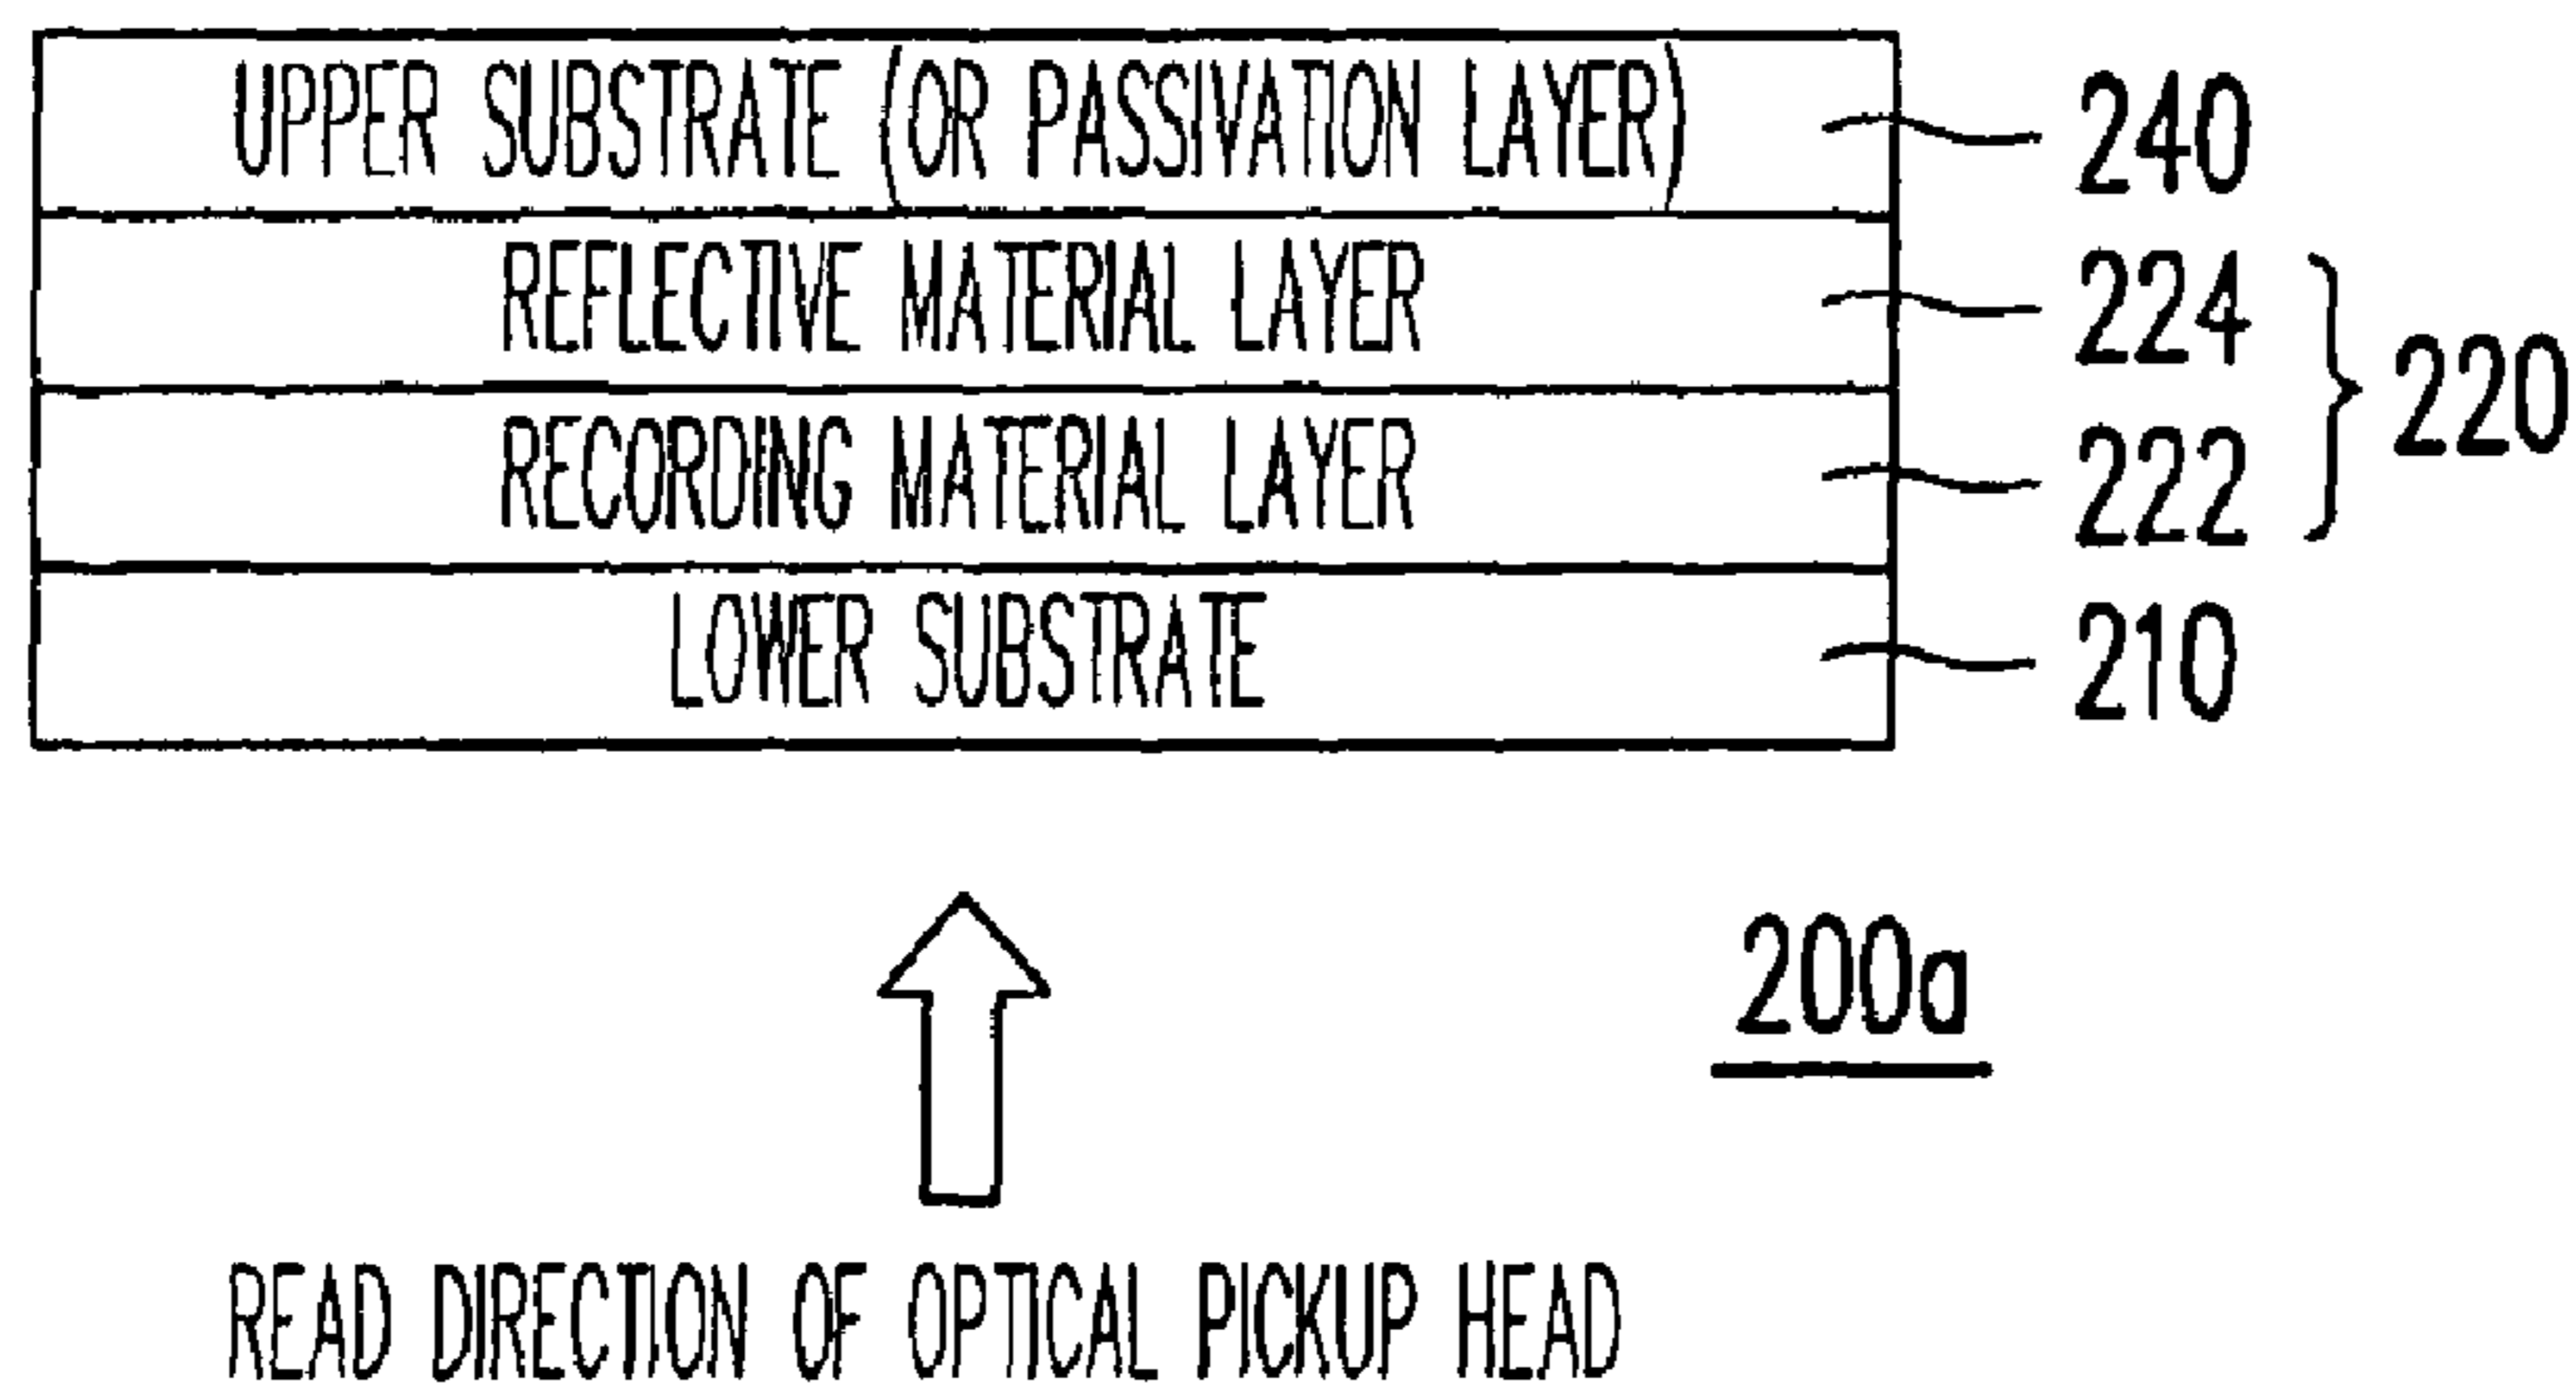 UPPER SUBSTRATE (OR PASSIVATION LAYER) 240
REFLECTIVE MATERIAL LAYER 224
220
RECORDING MATERIAL LAYER 222
LOWER SUBSTRATE 210
200a
READ DIRECTION OF OPTICAL PICKUP HEAD